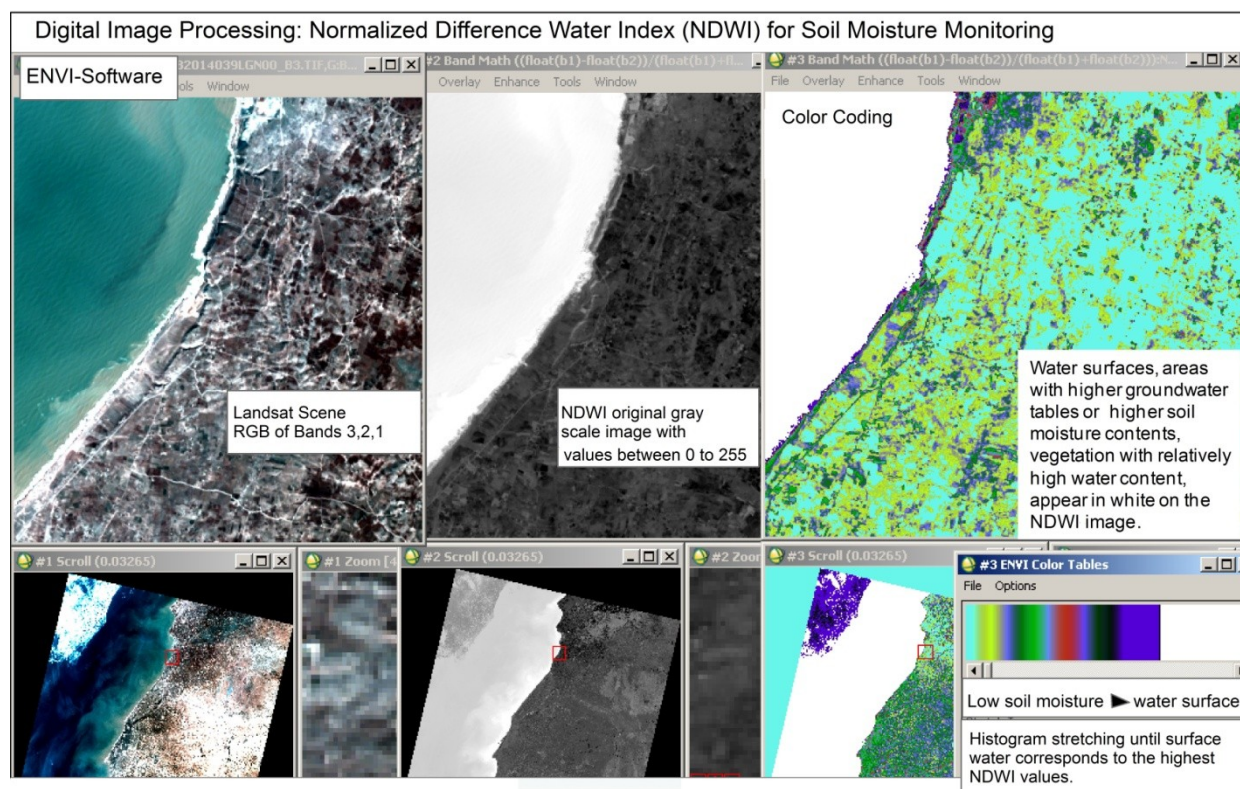 Digital Image Processing: Normalized Difference Water Index (NDWI) for Soil Moisture Monitoring
ENVI-Software
32014039LGN00_B3.TIF,G:B...
ols Window
#2 Band Math ((float(b1)-float(b2))/(float(b1)+fl...
Overlay Enhance Tools Window
#3 Band Math ((float(b1)-float(b2))/(float(b1)+float(b2))):N...
File Overlay Enhance Tools Window
Color Coding
Landsat Scene
RGB of Bands 3,2,1
NDWI original gray
scale image with
values between 0 to 255
Water surfaces, areas
with higher groundwater
tables or higher soil
moisture contents,
vegetation with relatively
high water content,
appear in white on the
NDWI image.
#1 Scroll (0.03265)
#1 Zoom [4
#2 Scroll (0.03265)
#2 Zoom
#3 Scroll (0.03265)
#3 ENVI Color Tables
File Options
Low soil moisture ► water surface
Histogram stretching until surface
water corresponds to the highest
NDWI values.